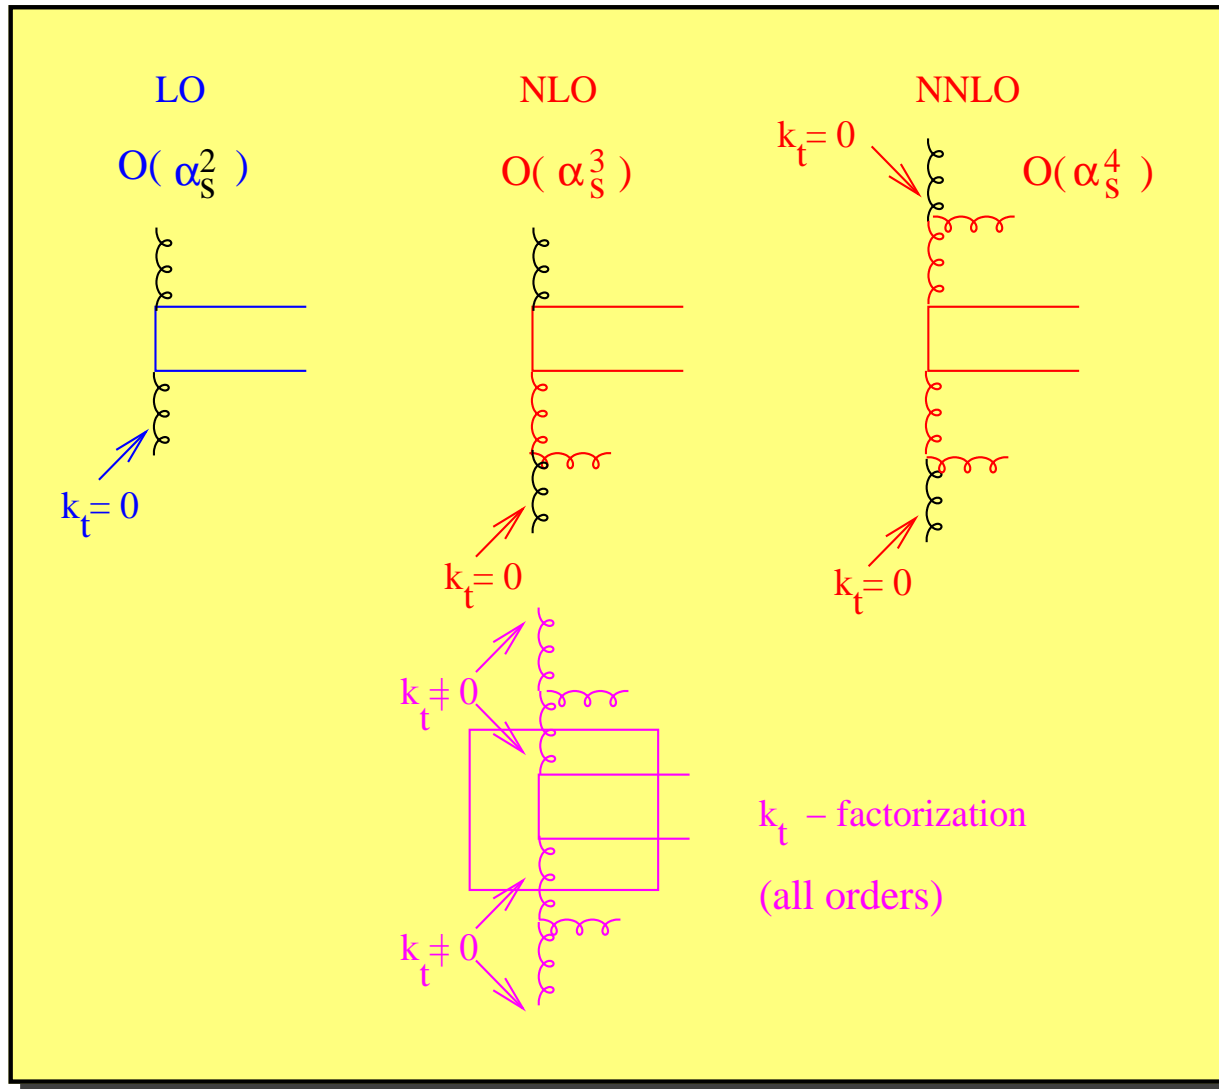 LO
O( α_s^2 )
k_t = 0
NLO
O( α_s^3 )
k_t = 0
NNLO
k_t = 0
O( α_s^4 )
k_t = 0
k_t ≠ 0
k_t ≠ 0
k_t – factorization
(all orders)